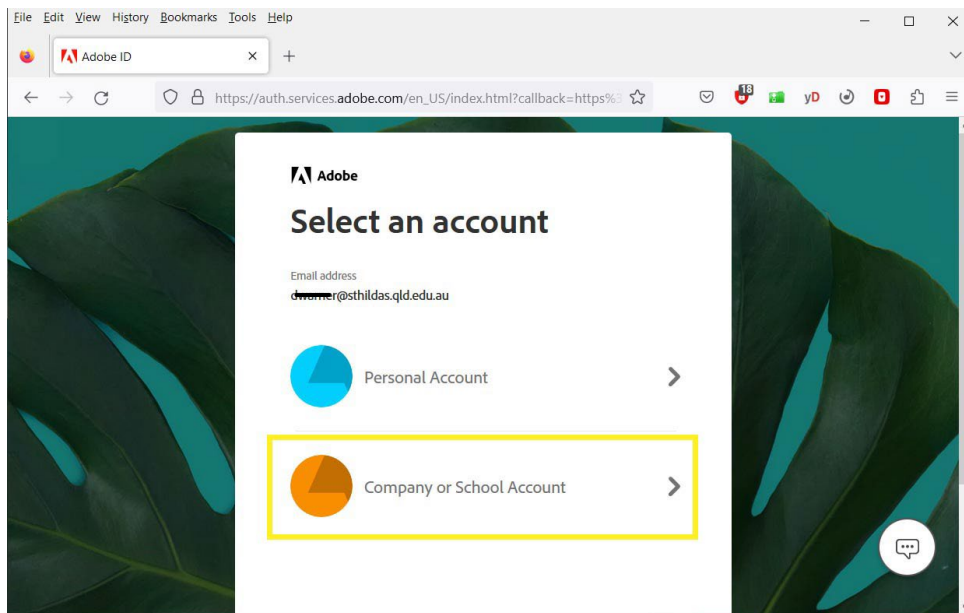 File Edit View History Bookmarks Tools Help
Adobe ID
https://auth.services.adobe.com/en_US/index.html?callback=https%3
18
yD
Adobe
Select an account
Email address
r@sthildas.qld.edu.au
Personal Account
Company or School Account